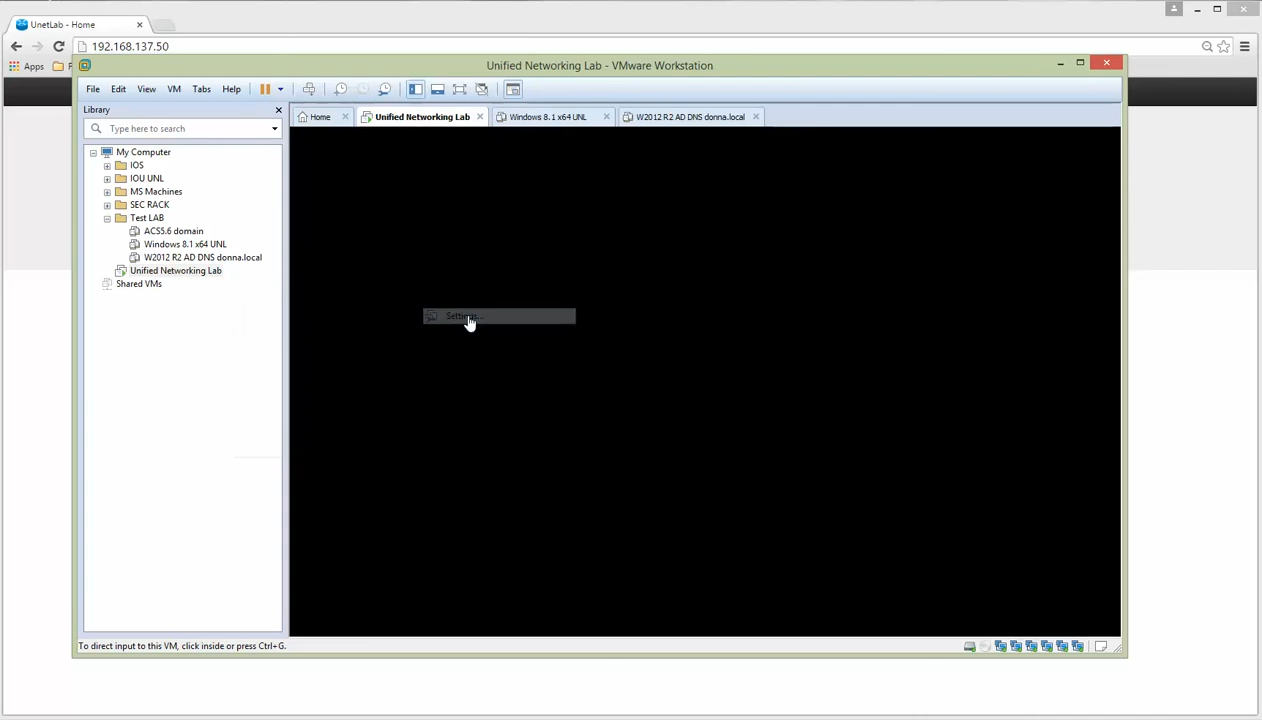 UnetLab - Home
192.168.137.50
Apps
Unified Networking Lab - VMware Workstation
File Edit View VM Tabs Help
Library
Type here to search
My Computer
IOS
IOU UNL
MS Machines
SEC RACK
Test LAB
ACS5.6 domain
Windows 8.1 x64 UNL
W2012 R2 AD DNS donna.local
Unified Networking Lab
Shared VMs
Home
Unified Networking Lab
Windows 8.1 x64 UNL
W2012 R2 AD DNS donna.local
Settings...
To direct input to this VM, click inside or press Ctrl+G.